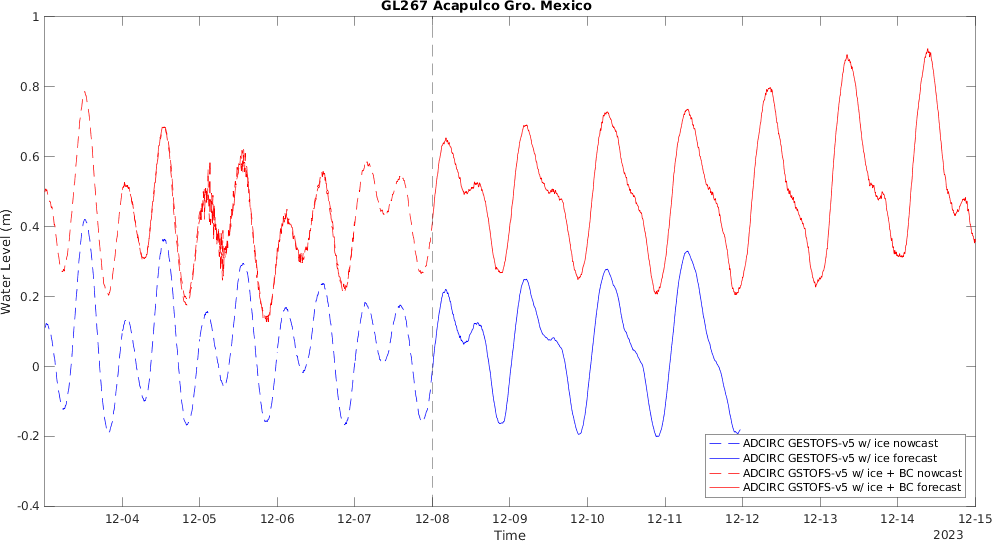 GL267 Acapulco Gro. Mexico
1
0.8
0.6
0.4
0.2
0
-0.2
-0.4
Water Level (m)
ADCIRC GESTOFS-v5 w/ ice nowcast
ADCIRC GESTOFS-v5 w/ ice forecast
ADCIRC GSTOFS-v5 w/ ice + BC nowcast
ADCIRC GSTOFS-v5 w/ ice + BC forecast
12-04 12-05 12-06 12-07 12-08 12-09 12-10 12-11 12-12 12-13 12-14 12-15
Time
2023